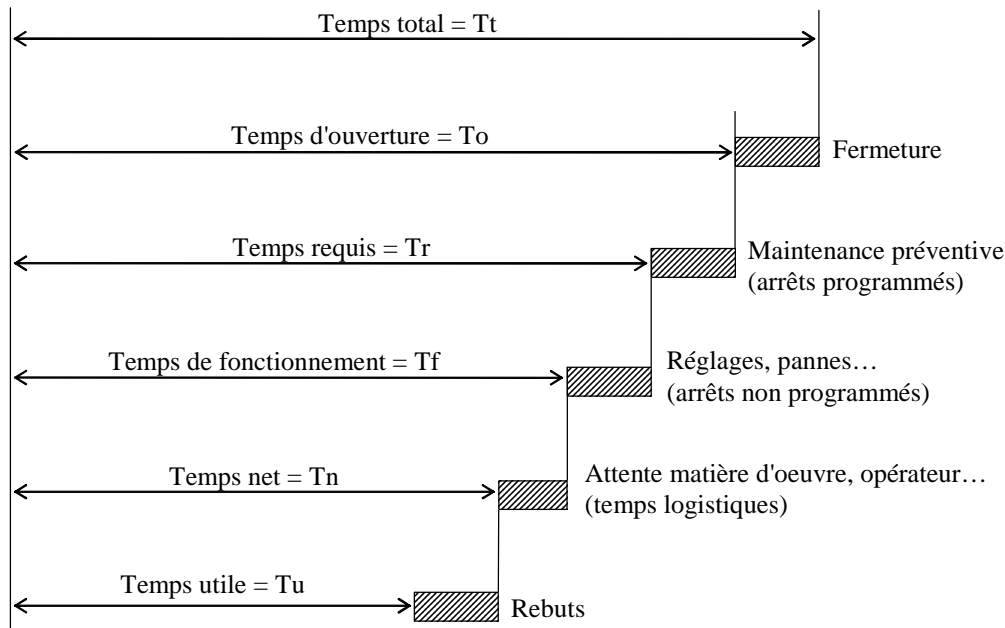 Temps total = Tt
Temps d'ouverture = To
Fermeture
Temps requis = Tr
Maintenance préventive
(arrêts programmés)
Temps de fonctionnement = Tf
Réglages, pannes…
(arrêts non programmés)
Temps net = Tn
Attente matière d'oeuvre, opérateur…
(temps logistiques)
Temps utile = Tu
Rebuts